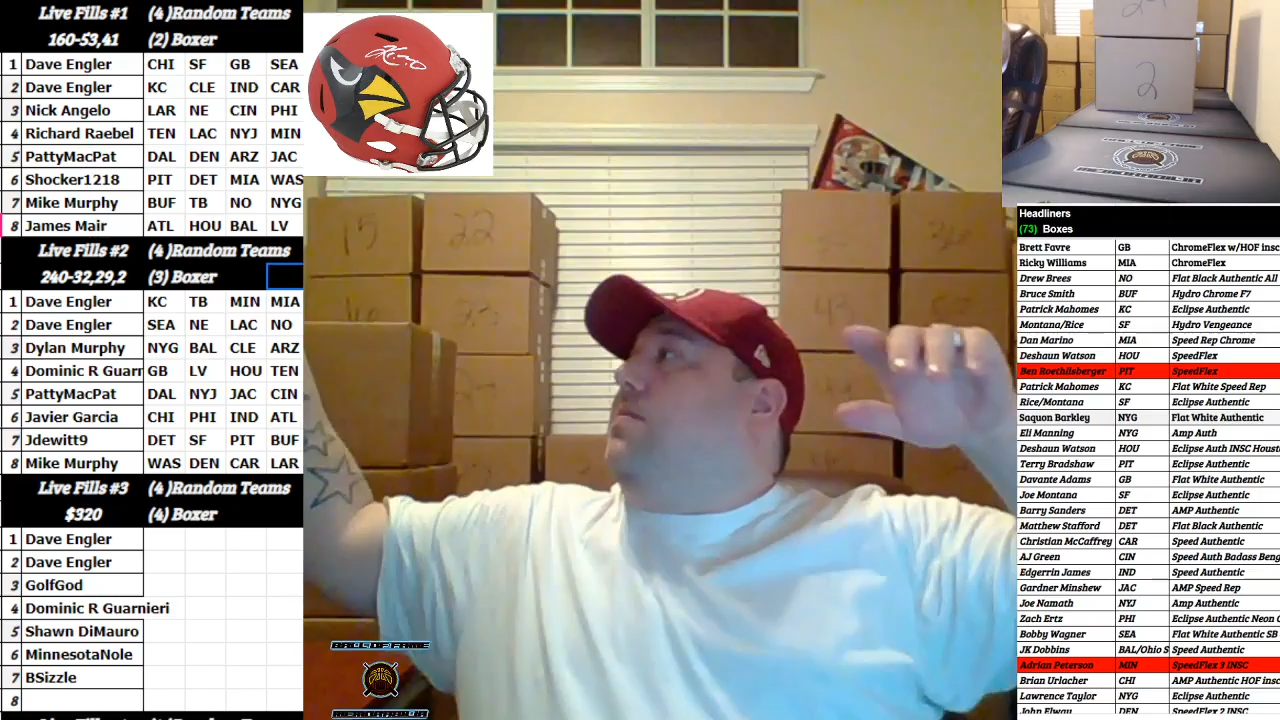 Live Fills #1 (4 )Random Teams
160-53,41 (2) Boxer
1 Dave Engler CHI SF GB SEA
2 Dave Engler KC CLE IND CAR
3 Nick Angelo LAR NE CIN PHI
4 Richard Raebel TEN LAC NYJ MIN
5 PattyMacPat DAL DEN ARZ JAC
6 Shocker1218 PIT DET MIA WAS
7 Mike Murphy BUF TB NO NYG
8 James Mair ATL HOU BAL LV
Live Fills #2 (4 )Random Teams
240-32,29,2 (3) Boxer
1 Dave Engler KC TB MIN MIA
2 Dave Engler SEA NE LAC NO
3 Dylan Murphy NYG BAL CLE ARZ
4 Dominic R Guarr GB LV HOU TEN
5 PattyMacPat DAL NYJ JAC CIN
6 Javier Garcia CHI PHI IND ATL
7 Jdewitt9 DET SF PIT BUF
8 Mike Murphy WAS DEN CAR LAR
Live Fills #3 (4 )Random Teams
$320 (4) Boxer
1 Dave Engler
2 Dave Engler
3 GolfGod
4 Dominic R Guarnieri
5 Shawn DiMauro
6 MinnesotaNole
7 BSizzle
8
15
22
23
43
2
Headliners
(73) Boxes
Brett Favre GB ChromeFlex w/HOF insc
Ricky Williams MIA ChromeFlex
Drew Brees NO Flat Black Authentic All
Bruce Smith BUF Hydro Chrome F7
Patrick Mahomes KC Eclipse Authentic
Montana/Rice SF Hydro Vengeance
Dan Marino MIA Speed Rep Chrome
Deshaun Watson HOU SpeedFlex
Ben Roethilsberger PIT SpeedFlex
Patrick Mahomes KC Flat White Speed Rep
Rice/Montana SF Eclipse Authentic
Saquon Barkley NYG Flat White Authentic
Eli Manning NYG Amp Auth
Deshaun Watson HOU Eclipse Auth INSC Houst
Terry Bradshaw PIT Eclipse Authentic
Davante Adams GB Flat White Authentic
Joe Montana SF Eclipse Authentic
Barry Sanders DET AMP Authentic
Matthew Stafford DET Flat Black Authentic
Christian McCaffrey CAR Speed Authentic
AJ Green CIN Speed Auth Badass Beng
Edgerrin James IND Speed Authentic
Gardner Minshew JAC AMP Speed Rep
Joe Namath NYJ Amp Authentic
Zach Ertz PHI Eclipse Authentic Neon G
Bobby Wagner SEA Flat White Authentic SB
JK Dobbins BAL/Ohio S Speed Authentic
Adrian Peterson MIN SpeedFlex 3 INSC
Brian Urlacher CHI AMP Authentic HOF insc
Lawrence Taylor NYG Eclipse Authentic
John Elway DEN SpeedFlex 2 INSC